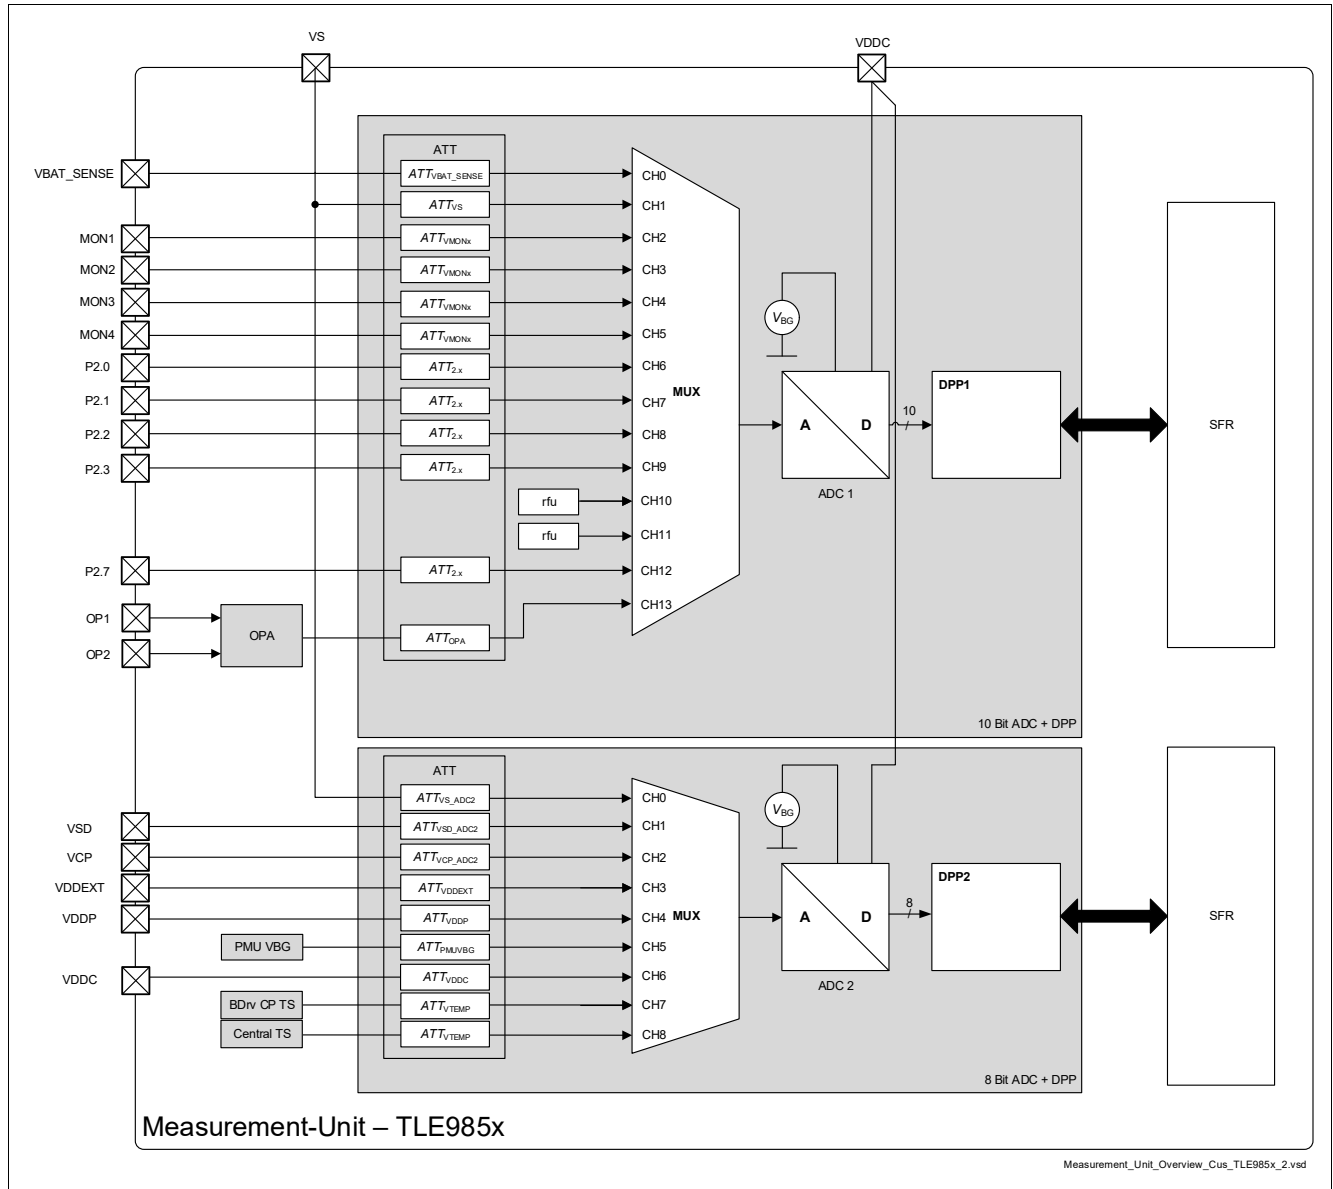 VS
VDDC
ATT
VBAT_SENSE
ATTVBAT_SENSE
CH0
ATTVS
CH1
MON1
ATTVMONx
CH2
MON2
ATTVMONx
CH3
MON3
ATTVMONx
CH4
MON4
ATTVMONx
CH5
P2.0
ATT2.x
CH6
P2.1
ATT2.x
CH7
MUX
P2.2
ATT2.x
CH8
P2.3
ATT2.x
CH9
rfu
CH10
rfu
CH11
P2.7
ATT2.x
CH12
CH13
OP1
OP2
OPA
ATTOPA
VBG
A
D
ADC 1
10
DPP1
SFR
10 Bit ADC + DPP
ATT
ATTVS_ADC2
CH0
VSD
ATTVSD_ADC2
CH1
VCP
ATTVCP_ADC2
CH2
VDDEXT
ATTVDDEXT
CH3
VDDP
ATTVDDP
CH4
MUX
PMU VBG
ATTPMUVBG
CH5
VDDC
ATTVDDC
CH6
BDrv CP TS
ATTVTEMP
CH7
Central TS
ATTVTEMP
CH8
VBG
A
D
ADC 2
8
DPP2
SFR
8 Bit ADC + DPP
Measurement-Unit – TLE985x
Measurement_Unit_Overview_Cus_TLE985x_2.vsd